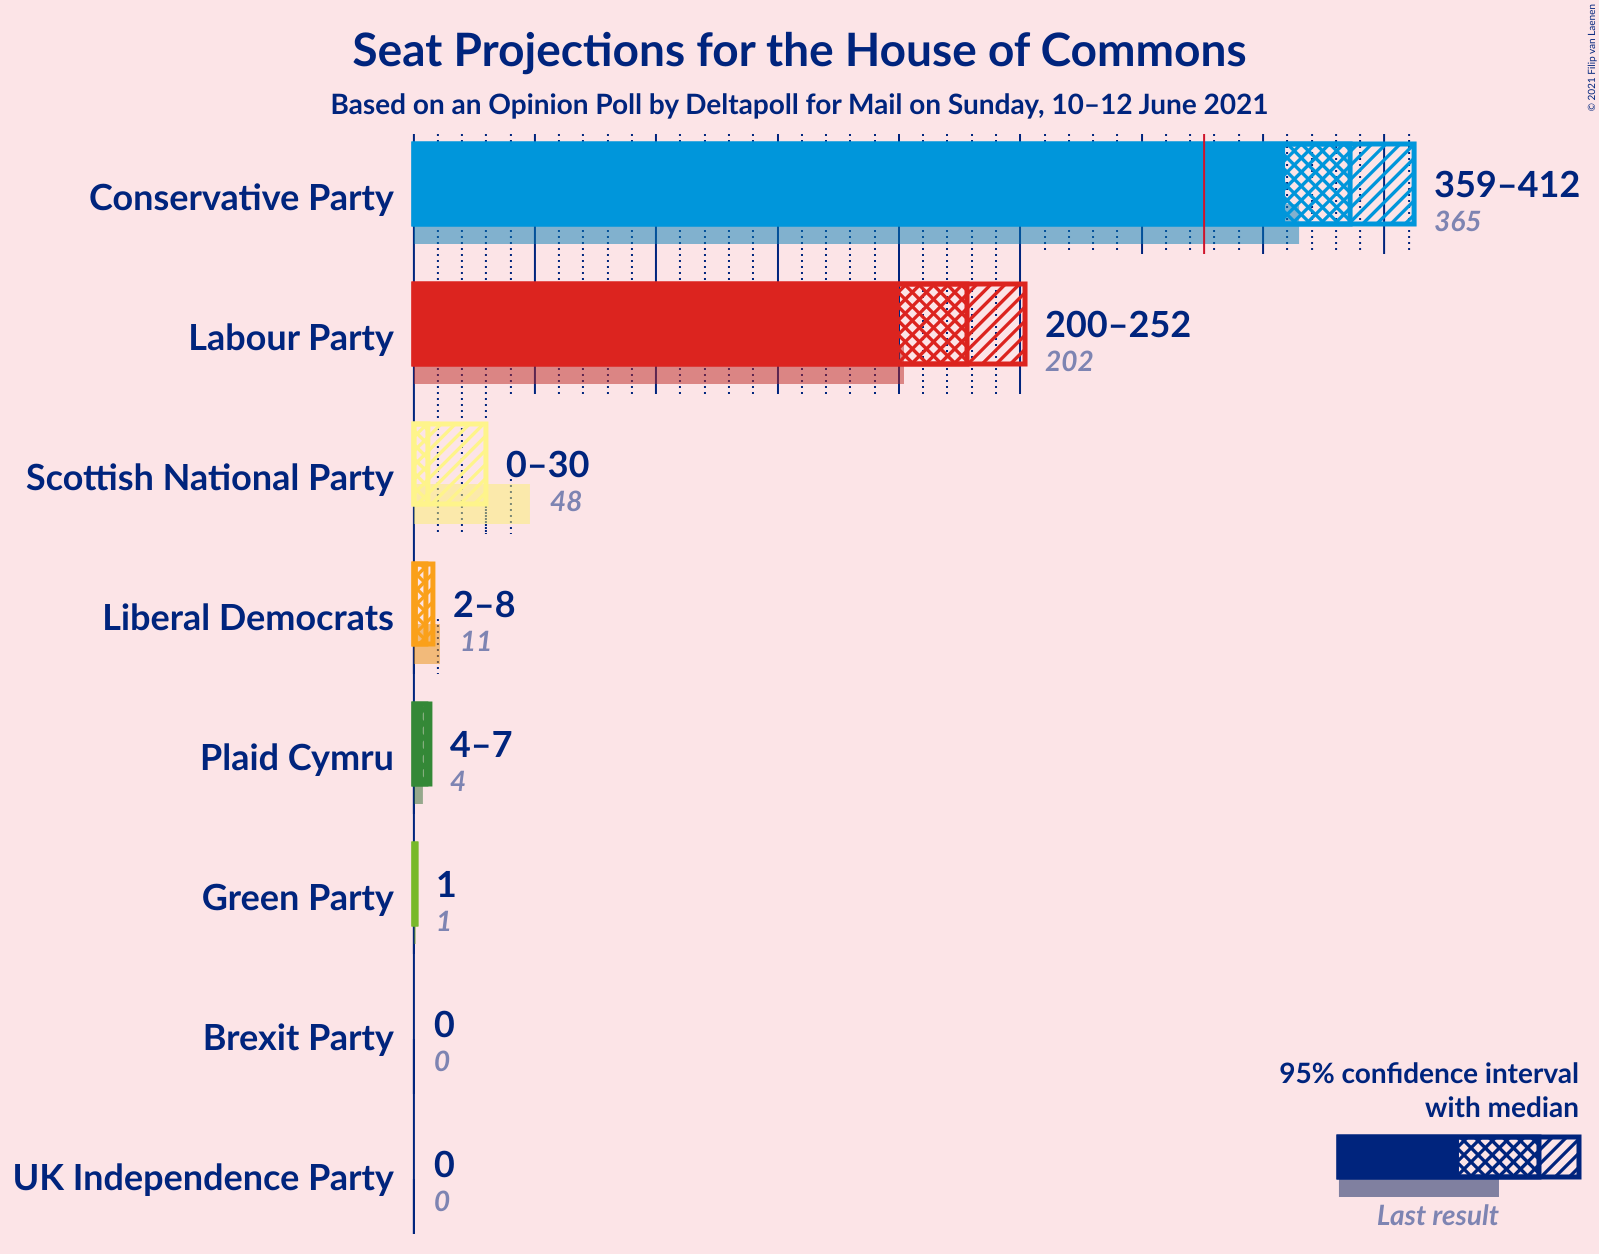 Seat Projections for the House of Commons
Based on an Opinion Poll by Deltapoll for Mail on Sunday, 10–12 June 2021
© 2021 Filip van Laenen
Conservative Party
359–412
365
Labour Party
200–252
202
Scottish National Party
0–30
48
Liberal Democrats
2–8
11
Plaid Cymru
4–7
4
Green Party
1
1
Brexit Party
0
0
UK Independence Party
0
0
95% confidence interval
with median
Last result